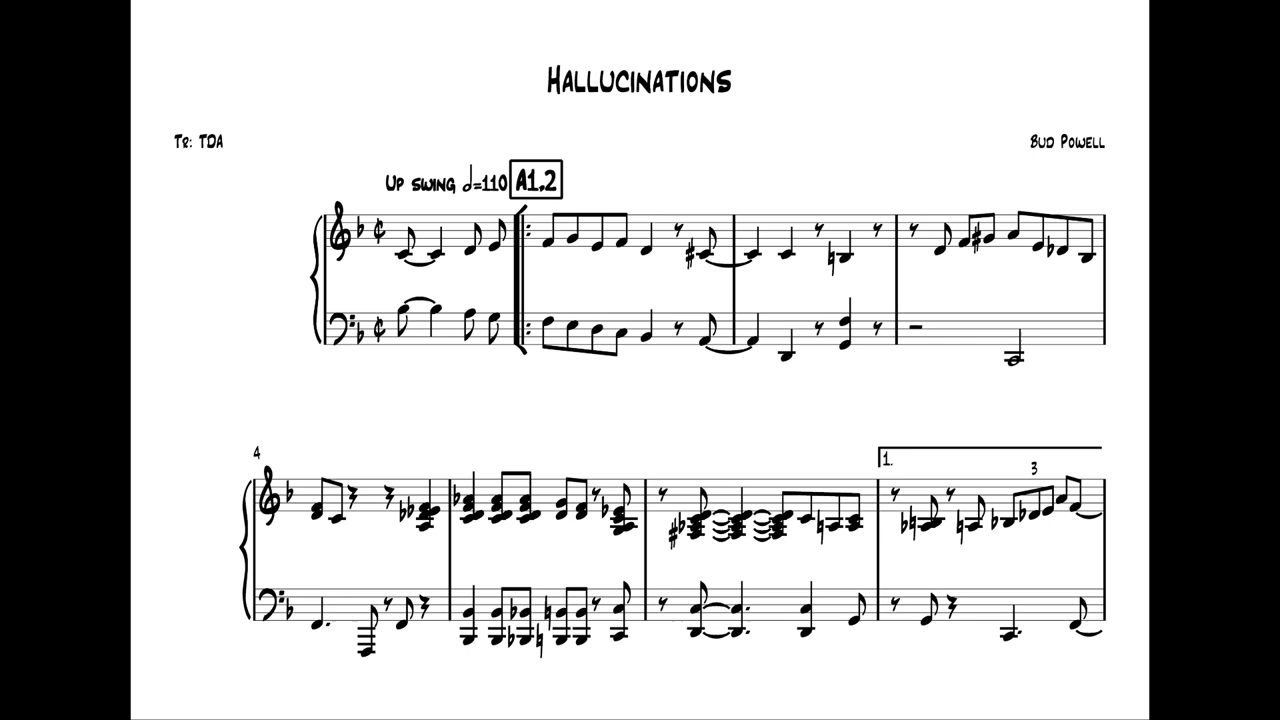 HALLUCINATIONS
TR: TDA
BUD POWELL
UP SWING 𝅗𝅥=110 A1.2
4
1.
3